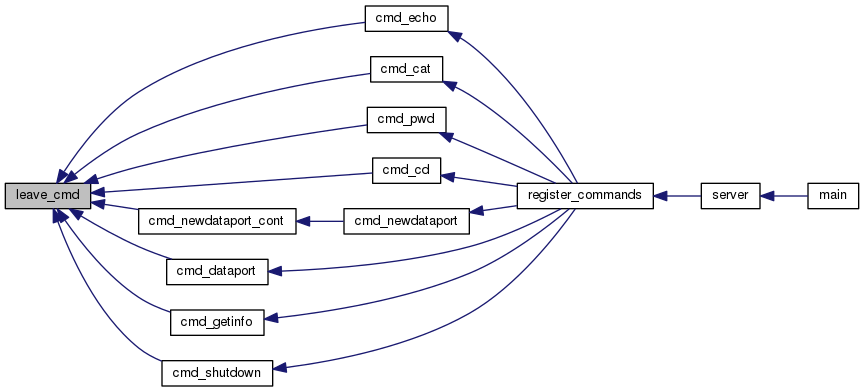 cmd_echo
cmd_cat
cmd_pwd
cmd_cd
leave_cmd
register_commands
server
main
cmd_newdataport_cont
cmd_newdataport
cmd_dataport
cmd_getinfo
cmd_shutdown